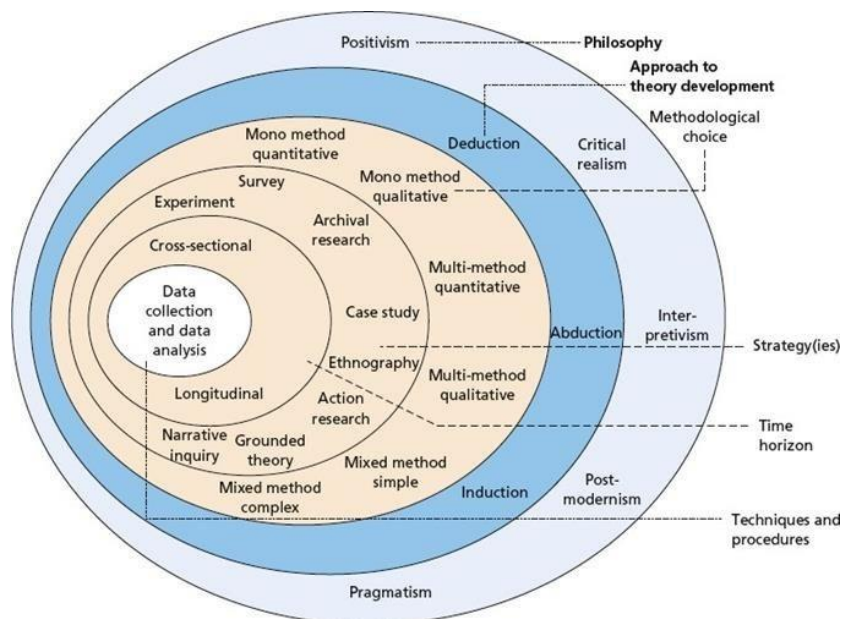 Positivism
Philosophy
Approach to
theory development
Methodological
choice
Mono method
quantitative
Deduction
Critical
realism
Survey
Mono method
qualitative
Experiment
Archival
research
Cross-sectional
Multi-method
quantitative
Data
collection
and data
analysis
Case study
Abduction
Inter-
pretivism
Strategy(ies)
Ethnography
Multi-method
qualitative
Longitudinal
Action
research
Time
horizon
Narrative
inquiry
Grounded
theory
Mixed method
simple
Mixed method
complex
Induction
Post-
modernism
Techniques and
procedures
Pragmatism